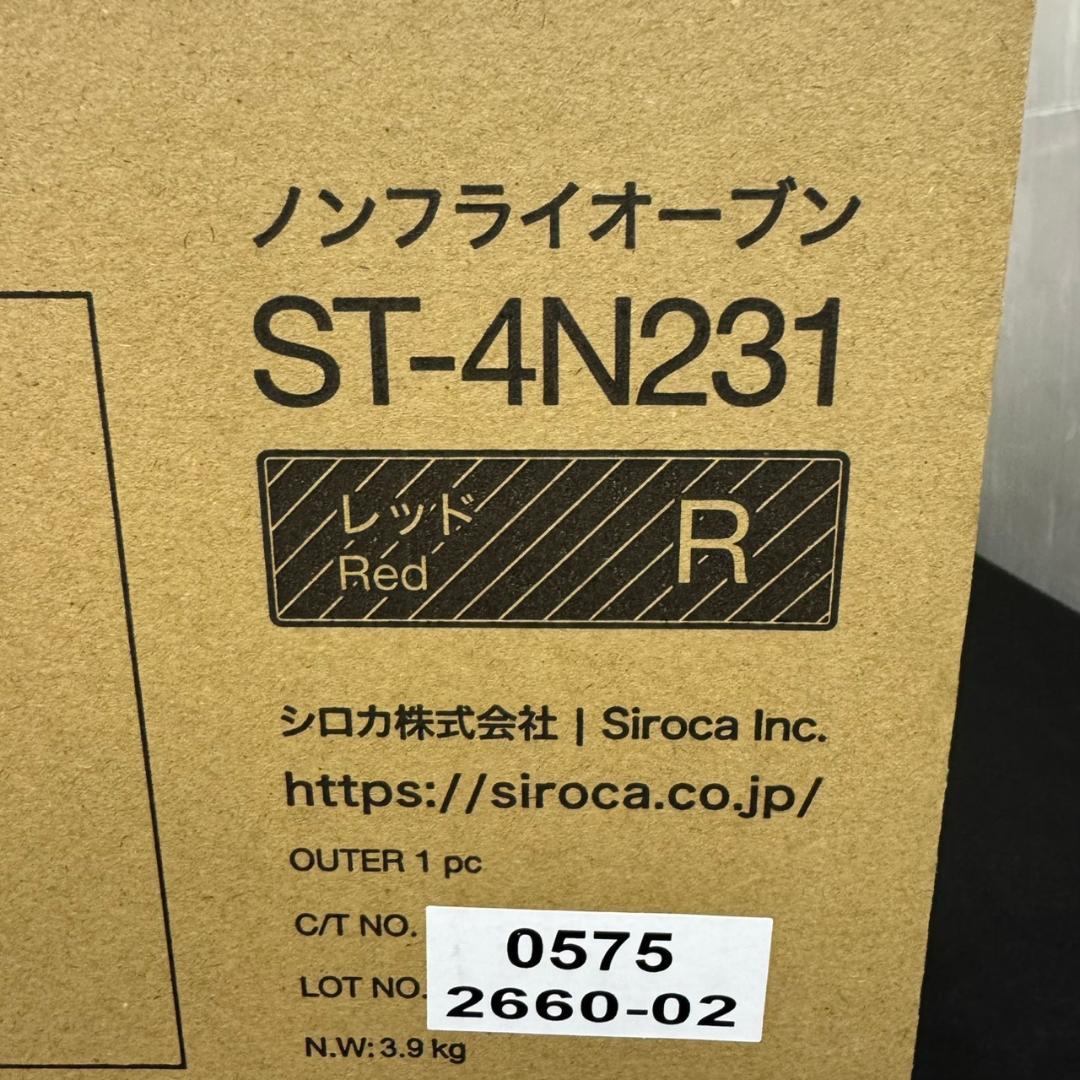 ノンフライオーブン
ST-4N231
レッド
Red
R
シロカ株式会社 | Siroca Inc.
https://siroca.co.jp/
OUTER 1 pc
C/T NO. 0575
LOT NO. 2660-02
N.W: 3.9 kg